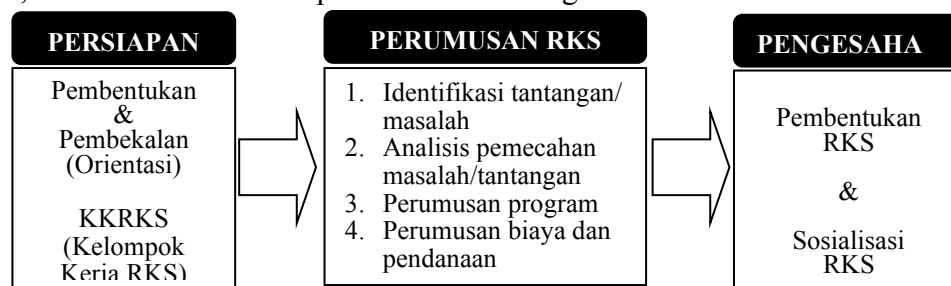 PERSIAPAN
Pembentukan
&
Pembekalan
(Orientasi)
KKRKS
(Kelompok
Kerja RKS)
PERUMUSAN RKS
1. Identifikasi tantangan/
masalah
2. Analisis pemecahan
masalah/tantangan
3. Perumusan program
4. Perumusan biaya dan
pendanaan
PENGESAHA
Pembentukan
RKS
&
Sosialisasi
RKS